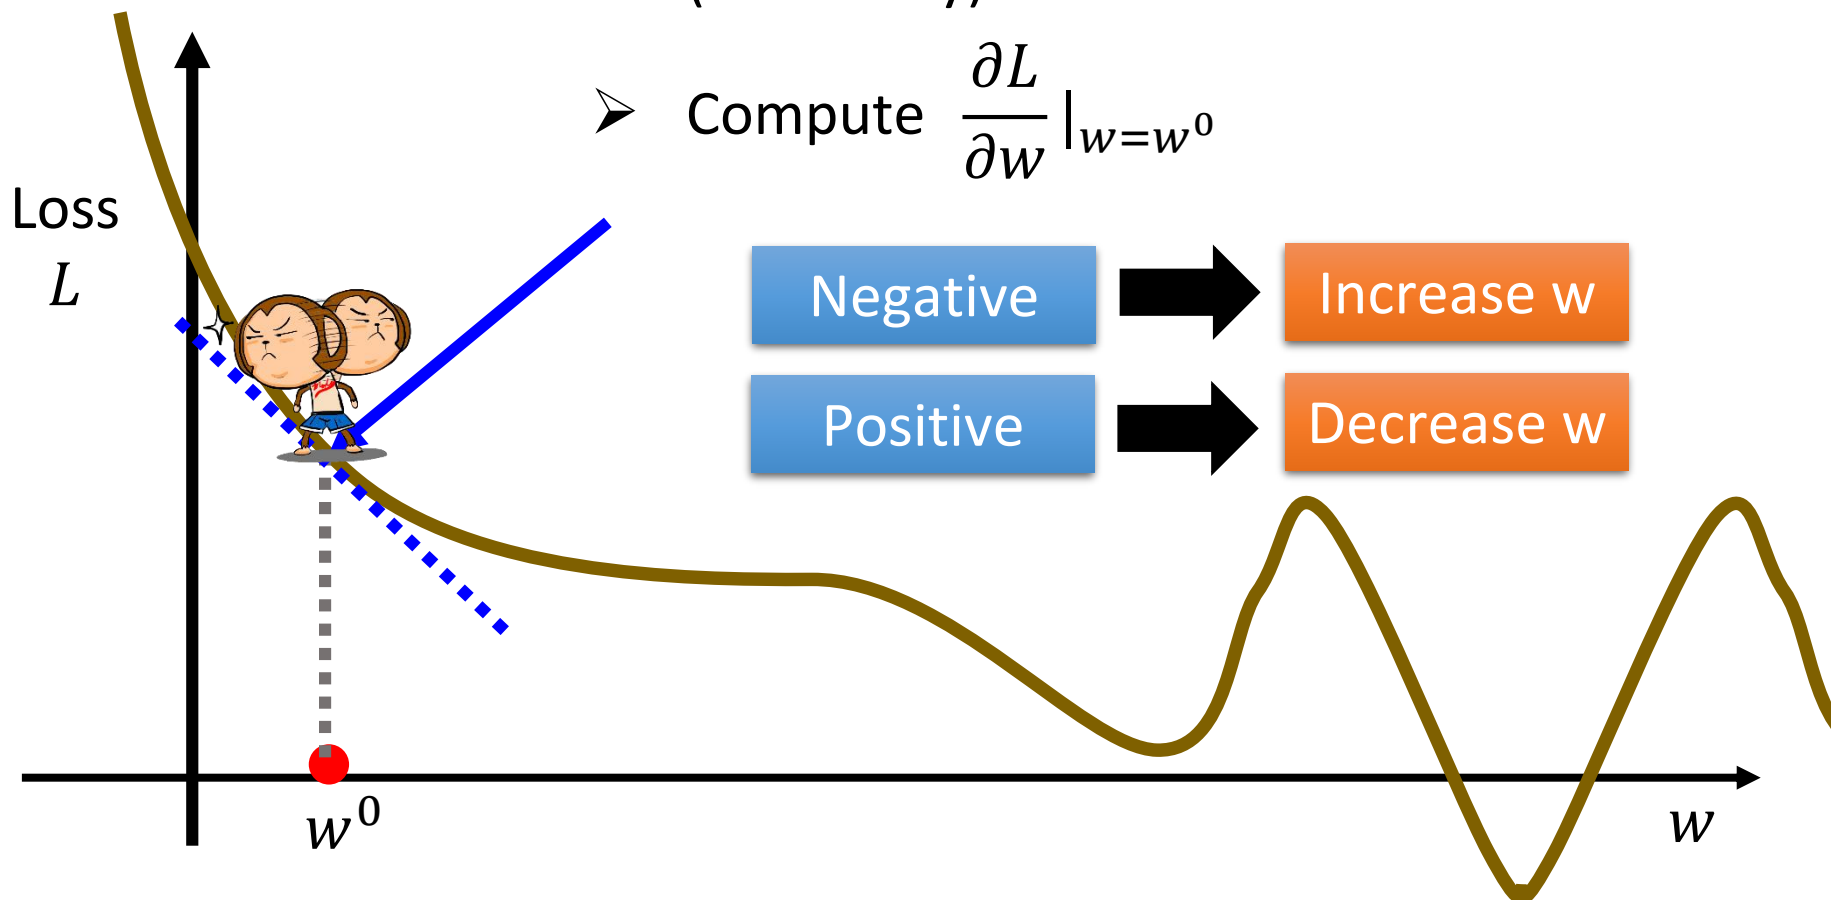 Compute ∂L/∂w |w=w⁰
Loss
L
Negative
Increase w
Positive
Decrease w
w⁰
w